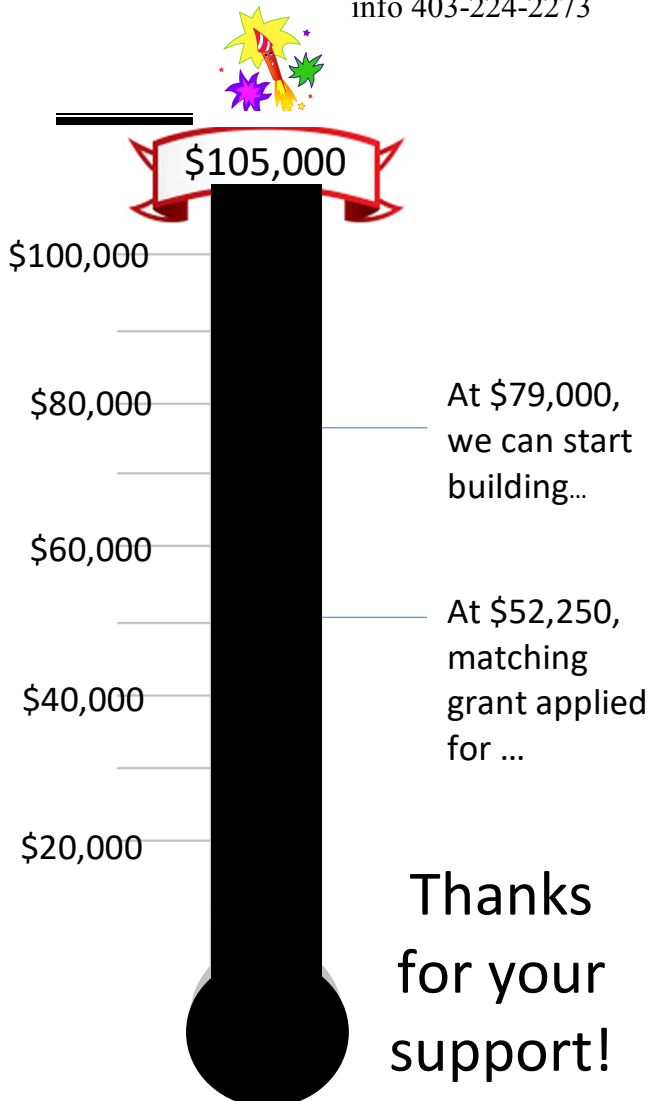 info 403-224-2273
$105,000
$100,000
$80,000
At $79,000,
we can start
building...
$60,000
At $52,250,
matching
grant applied
for ...
$40,000
$20,000
Thanks
for your
support!